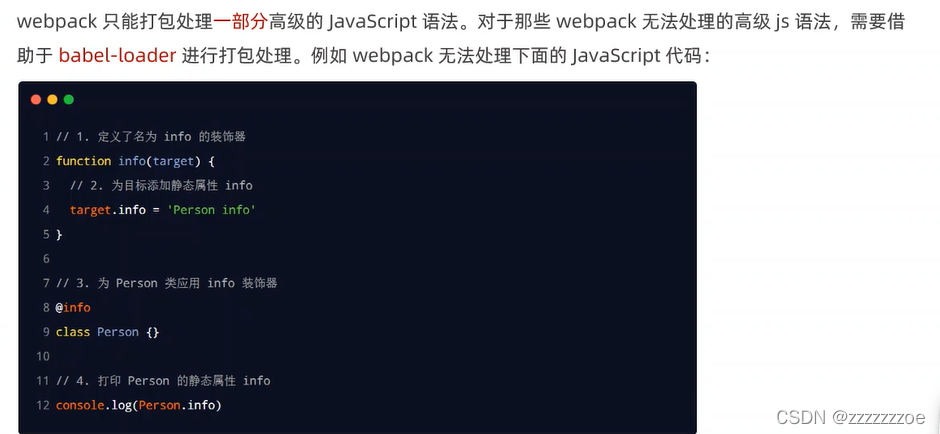 webpack 只能打包处理一部分高级的 JavaScript 语法。对于那些 webpack 无法处理的高级 js 语法，需要借
助于 babel-loader 进行打包处理。例如 webpack 无法处理下面的 JavaScript 代码：
1 // 1. 定义了名为 info 的装饰器
2 function info(target) {
3 // 2. 为目标添加静态属性 info
4 target.info = 'Person info'
5 }
6
7 // 3. 为 Person 类应用 info 装饰器
8 @info
9 class Person {}
10
11 // 4. 打印 Person 的静态属性 info
12 console.log(Person.info)
CSDN @zzzzzzzoe